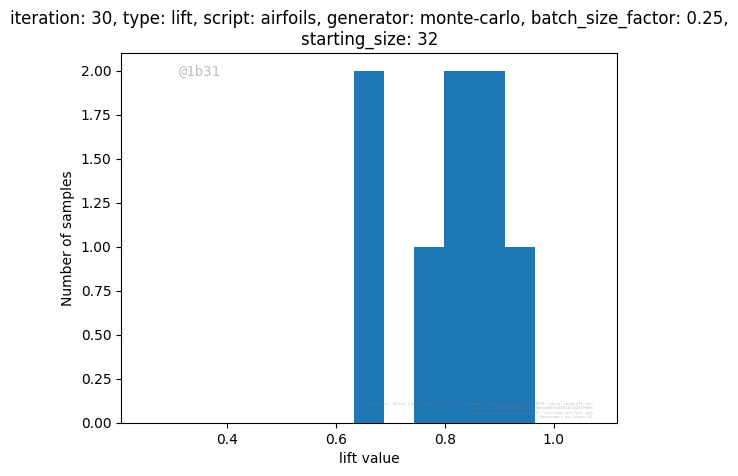 iteration: 30, type: lift, script: airfoils, generator: monte-carlo, batch_size_factor: 0.25,
starting_size: 32
@1b31
2.00
1.75
1.50
1.25
1.00
0.75
0.50
0.25
0.00
Number of samples
0.4
0.6
0.8
1.0
lift value